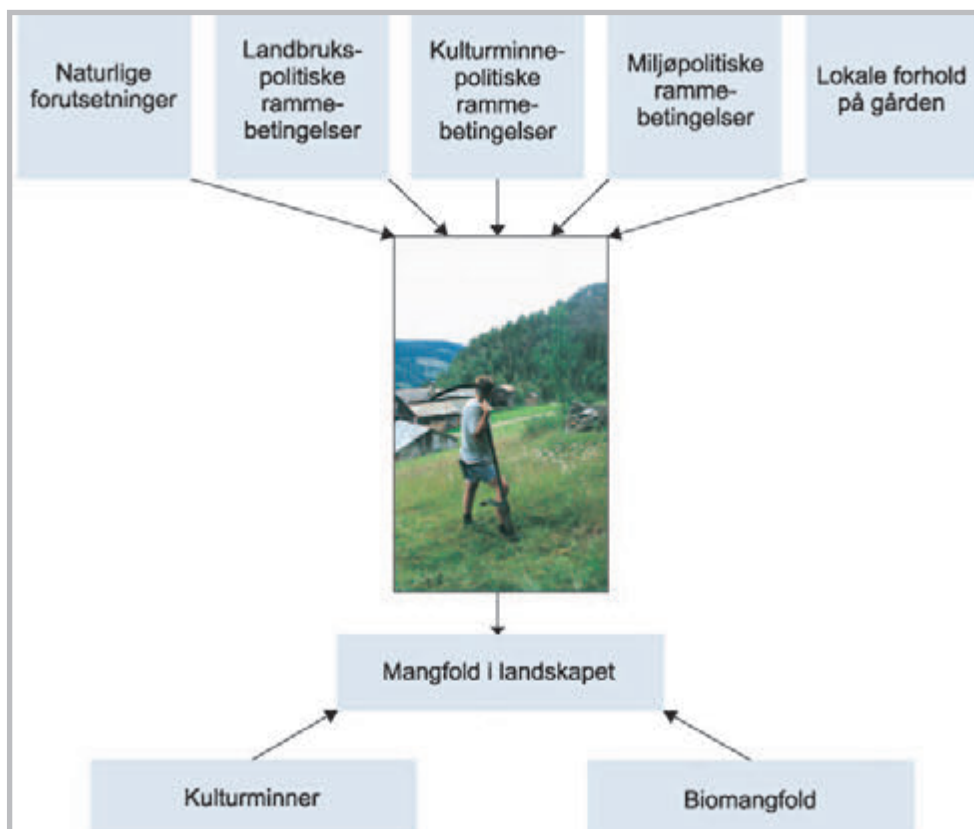 Naturlige
forutsetninger
Landbruks-
politiske
ramme-
betingelser
Kulturminne-
politiske
ramme-
betingelser
Miljøpolitiske
ramme-
betingelser
Lokale forhold
på gården
Mangfold i landskapet
Kulturminner
Biomangfold